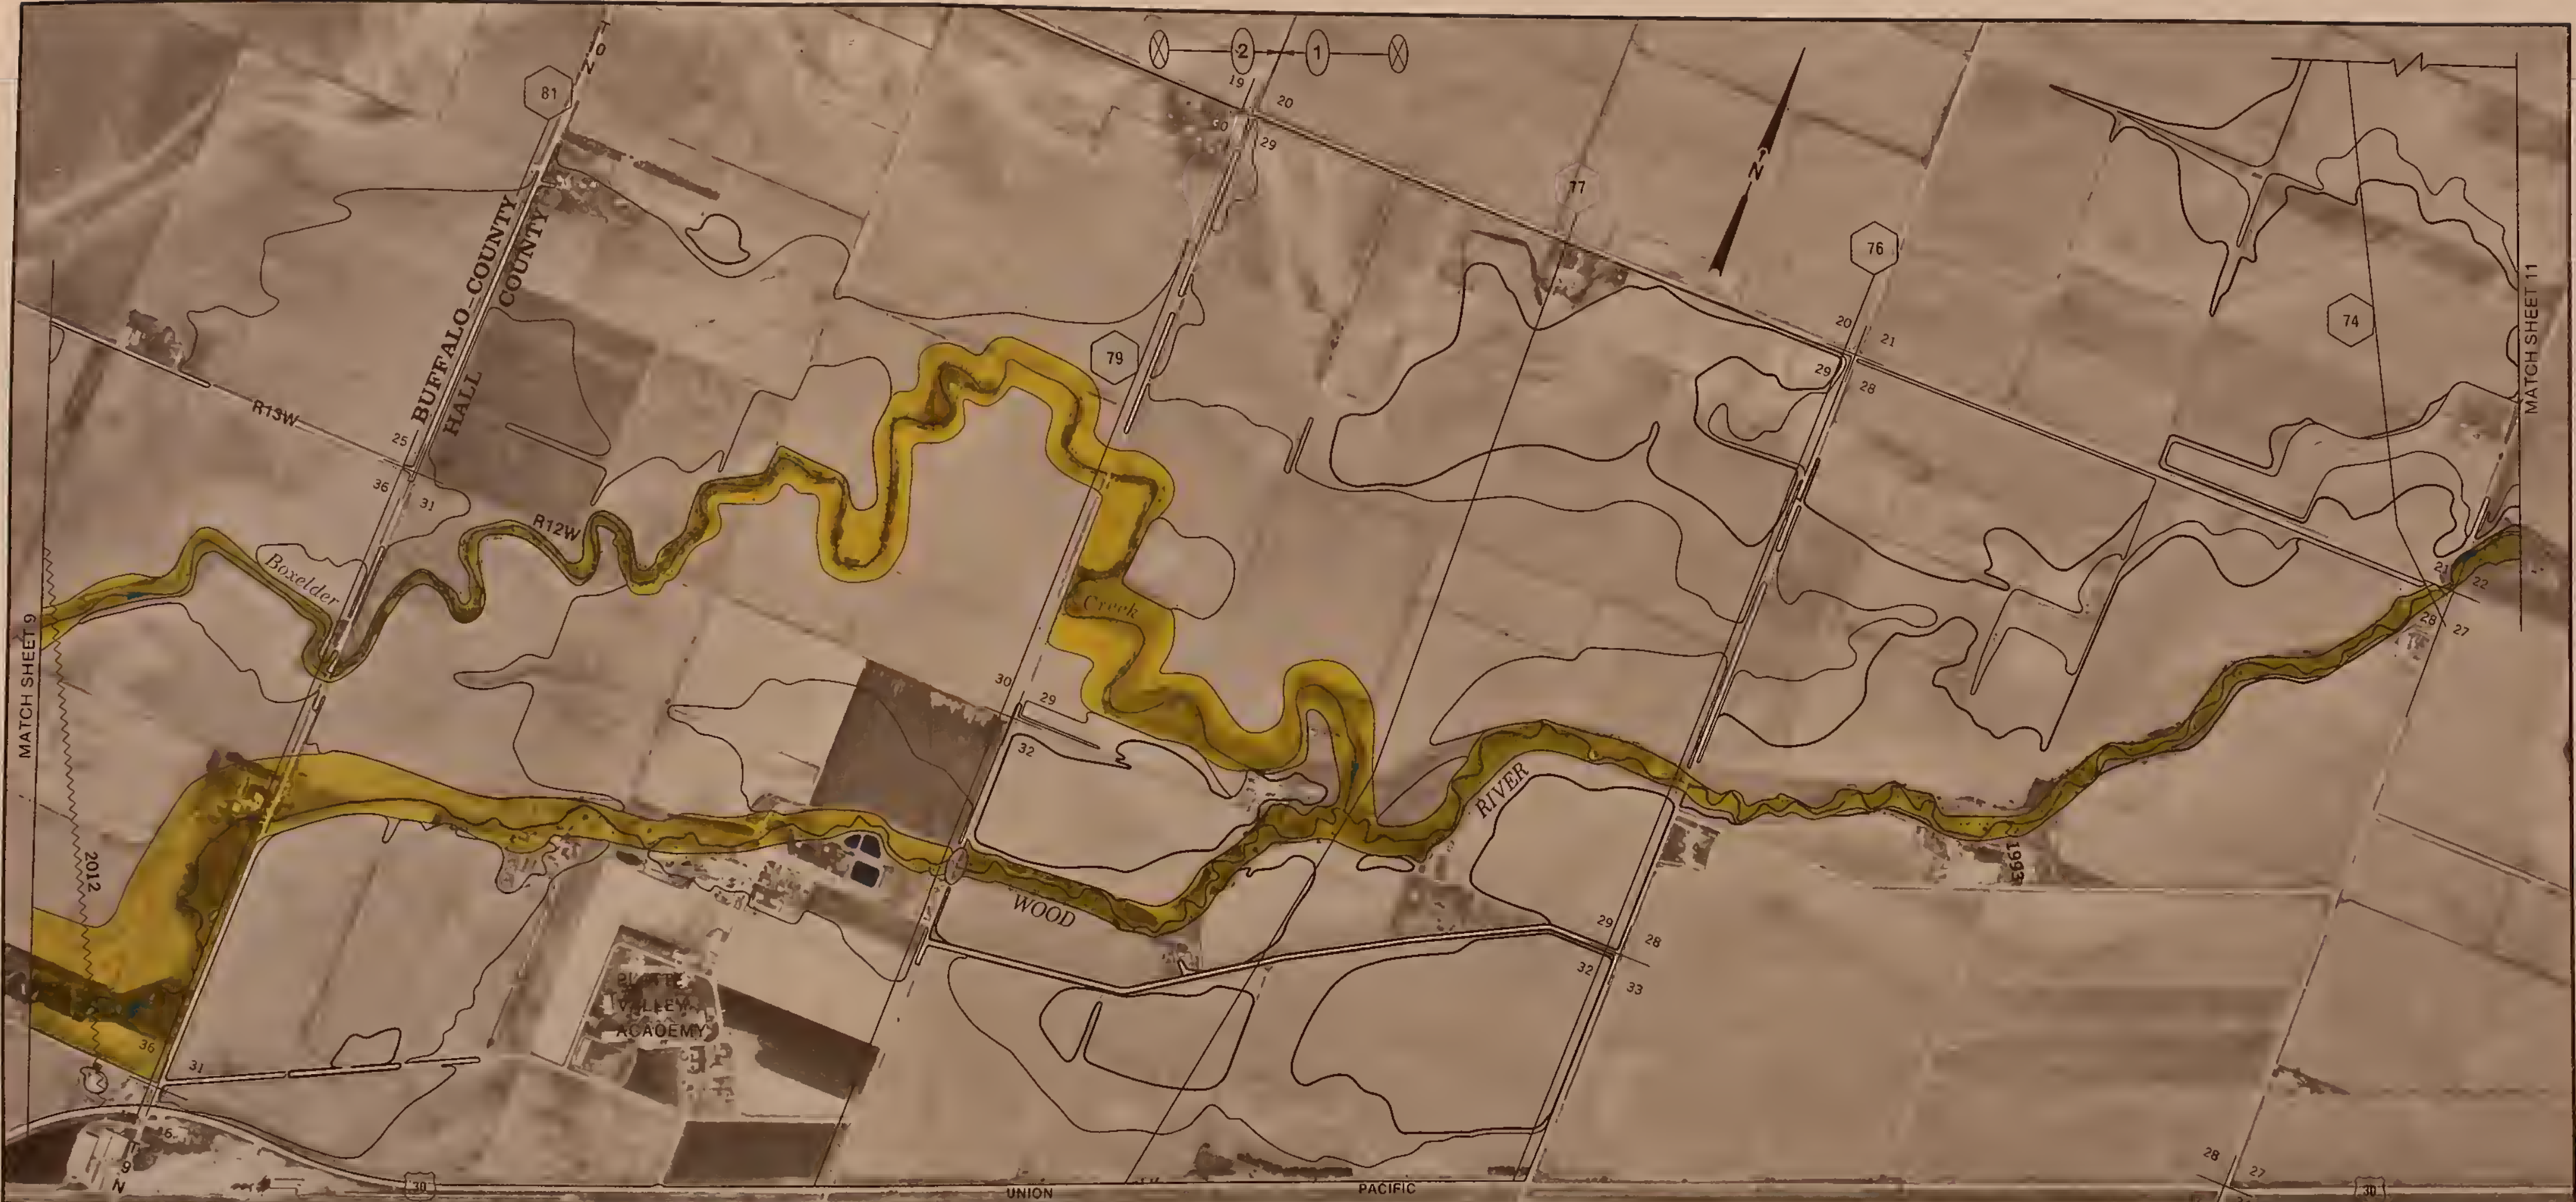 T
10
N
81
2
1
19
20
29
77
N
76
MATCH SHEET 11
74
BUFFALO COUNTY
HALL COUNTY
79
20
21
29
28
R13W
25
36
31
R12W
Boxelder
Creek
MATCH SHEET 9
21
22
28
27
30
29
32
RIVER
2012
1993
WOOD
29
28
32
33
PLATTE
VALLEY
ACADEMY
36
31
6
T
9
N
30
UNION PACIFIC
28
27
30